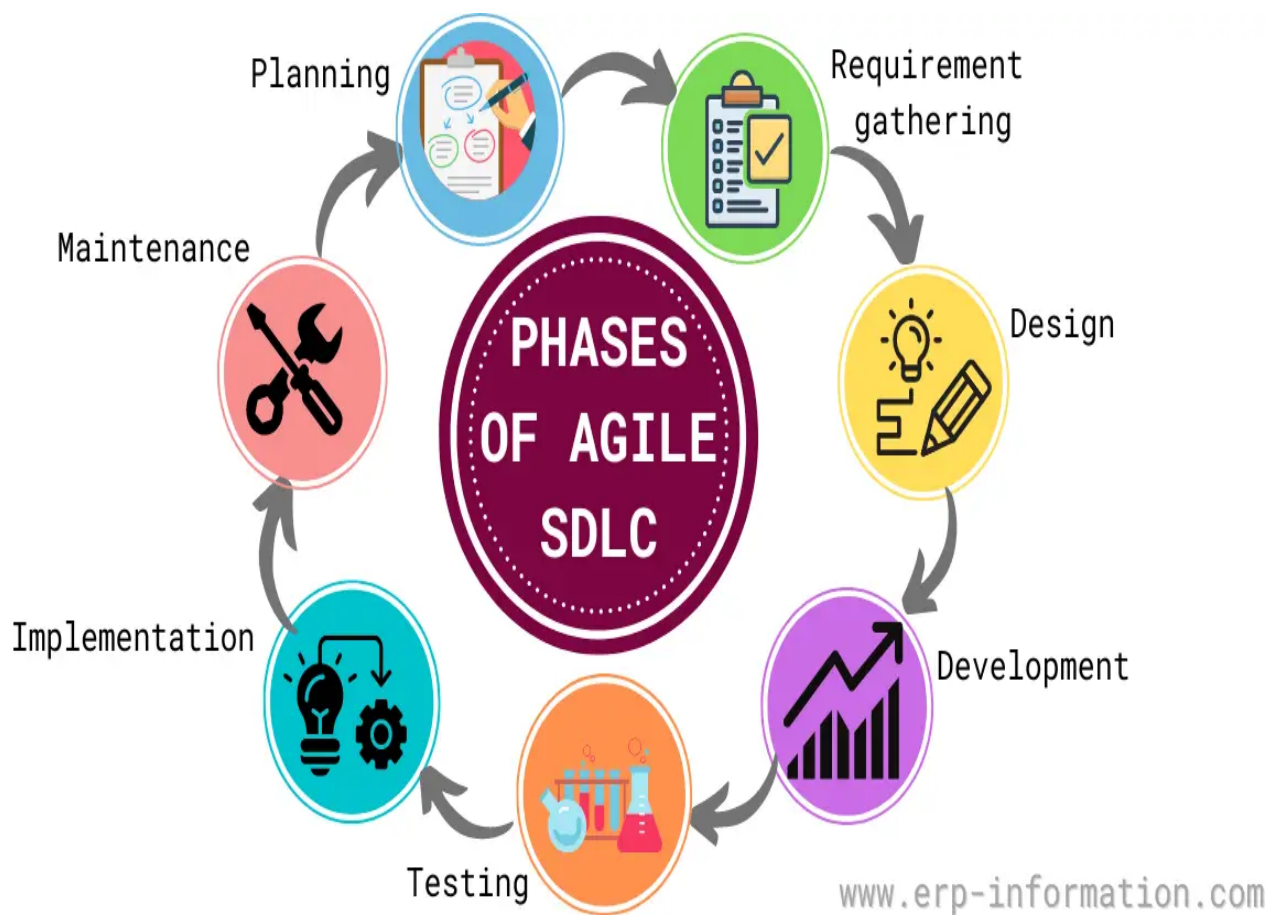 Planning
Requirement
gathering
Maintenance
Design
PHASES
OF AGILE
SDLC
Implementation
Development
Testing
www.erp-information.com